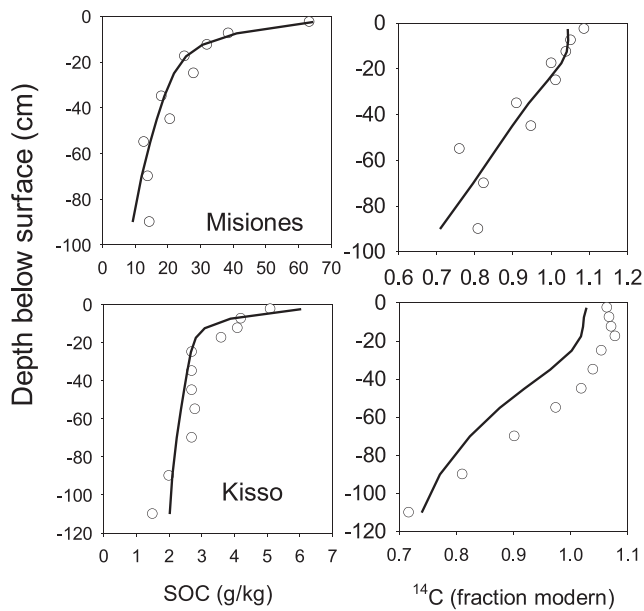 0
-20
-40
-60
-80
-100
0 10 20 30 40 50 60 70
Misiones
0
-20
-40
-60
-80
-100
0.6 0.7 0.8 0.9 1.0 1.1 1.2
Depth below surface (cm)
0
-20
-40
-60
-80
-100
-120
0 1 2 3 4 5 6 7
Kisso
SOC (g/kg)
0
-20
-40
-60
-80
-100
-120
0.7 0.8 0.9 1.0 1.1
¹⁴C (fraction modern)